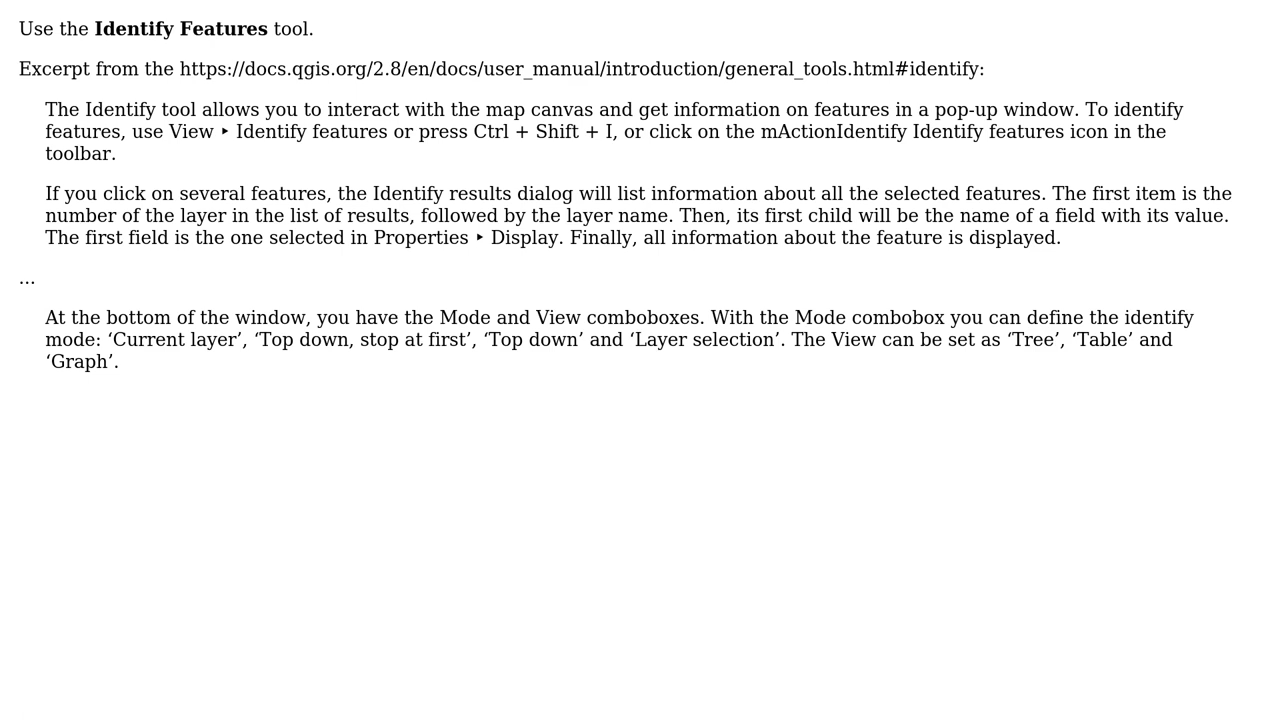 Use the Identify Features tool.
Excerpt from the https://docs.qgis.org/2.8/en/docs/user_manual/introduction/general_tools.html#identify:
The Identify tool allows you to interact with the map canvas and get information on features in a pop-up window. To identify
features, use View ‣ Identify features or press Ctrl + Shift + I, or click on the mActionIdentify Identify features icon in the
toolbar.
If you click on several features, the Identify results dialog will list information about all the selected features. The first item is the
number of the layer in the list of results, followed by the layer name. Then, its first child will be the name of a field with its value.
The first field is the one selected in Properties ‣ Display. Finally, all information about the feature is displayed.
...
At the bottom of the window, you have the Mode and View comboboxes. With the Mode combobox you can define the identify
mode: ‘Current layer’, ‘Top down, stop at first’, ‘Top down’ and ‘Layer selection’. The View can be set as ‘Tree’, ‘Table’ and
‘Graph’.